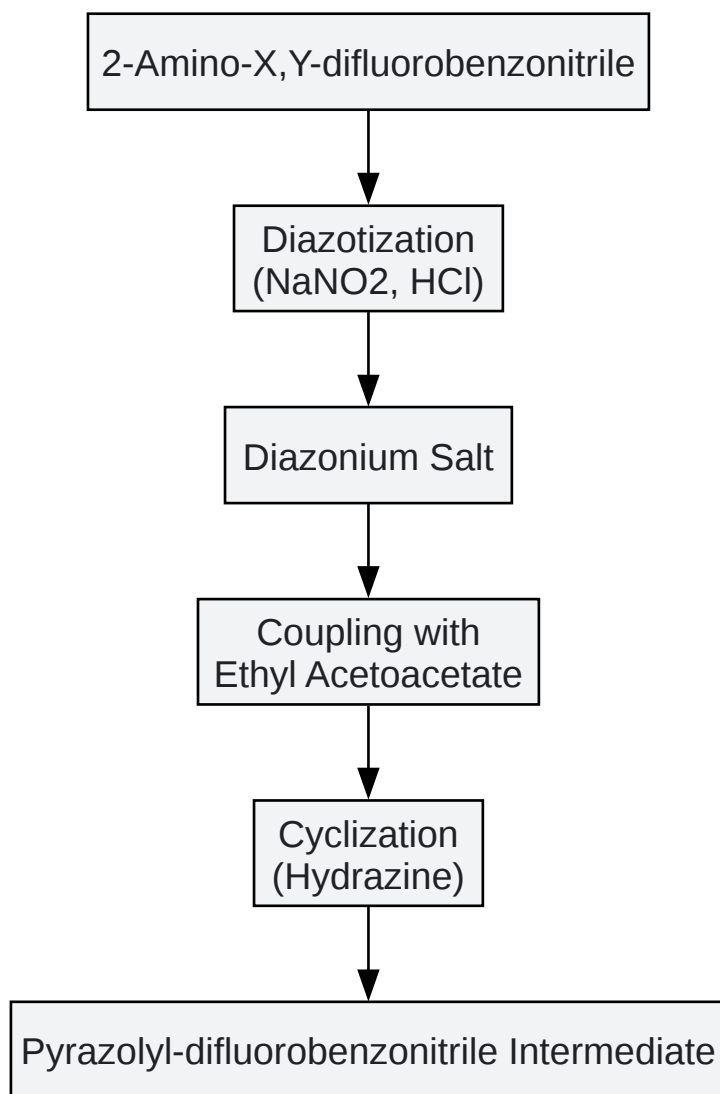 2-Amino-X,Y-difluorobenzonitrile
Diazotization
(NaNO2, HCl)
Diazonium Salt
Coupling with
Ethyl Acetoacetate
Cyclization
(Hydrazine)
Pyrazolyl-difluorobenzonitrile Intermediate